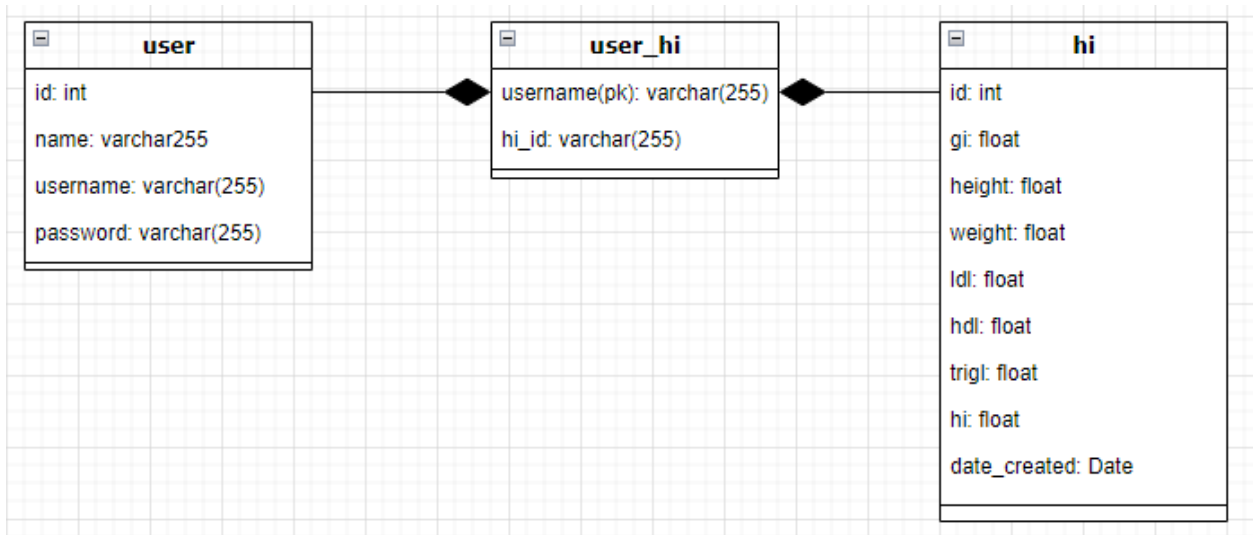 user
id: int
name: varchar255
username: varchar(255)
password: varchar(255)
user_hi
username(pk): varchar(255)
hi_id: varchar(255)
hi
id: int
gi: float
height: float
weight: float
ldl: float
hdl: float
trigl: float
hi: float
date_created: Date